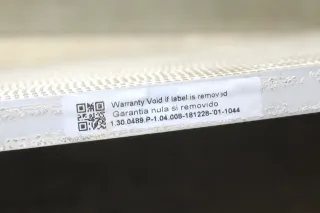 Warranty Void if label is removed
Garantia nula si removido
1.30.0489.P-1.04.008-181228-'01-1044